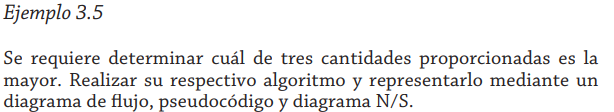 Ejemplo 3.5
Se requiere determinar cuál de tres cantidades proporcionadas es la
mayor. Realizar su respectivo algoritmo y representarlo mediante un
diagrama de flujo, pseudocódigo y diagrama N/S.